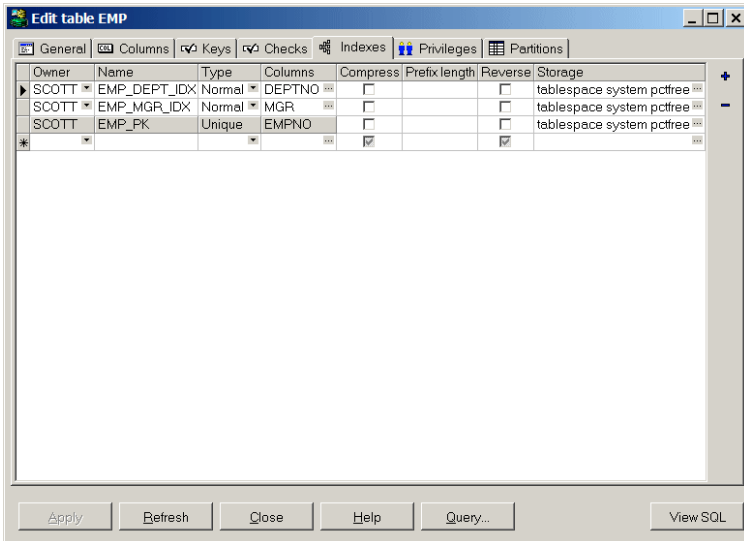 Edit table EMP
General Columns Keys Checks Indexes Privileges Partitions
Owner Name Type Columns Compress Prefix length Reverse Storage
SCOTT EMP_DEPT_IDX Normal DEPTNO ... tablespace system pctfree ...
SCOTT EMP_MGR_IDX Normal MGR ... tablespace system pctfree ...
SCOTT EMP_PK Unique EMPNO tablespace system pctfree ...
... ...
Apply Refresh Close Help Query... View SQL